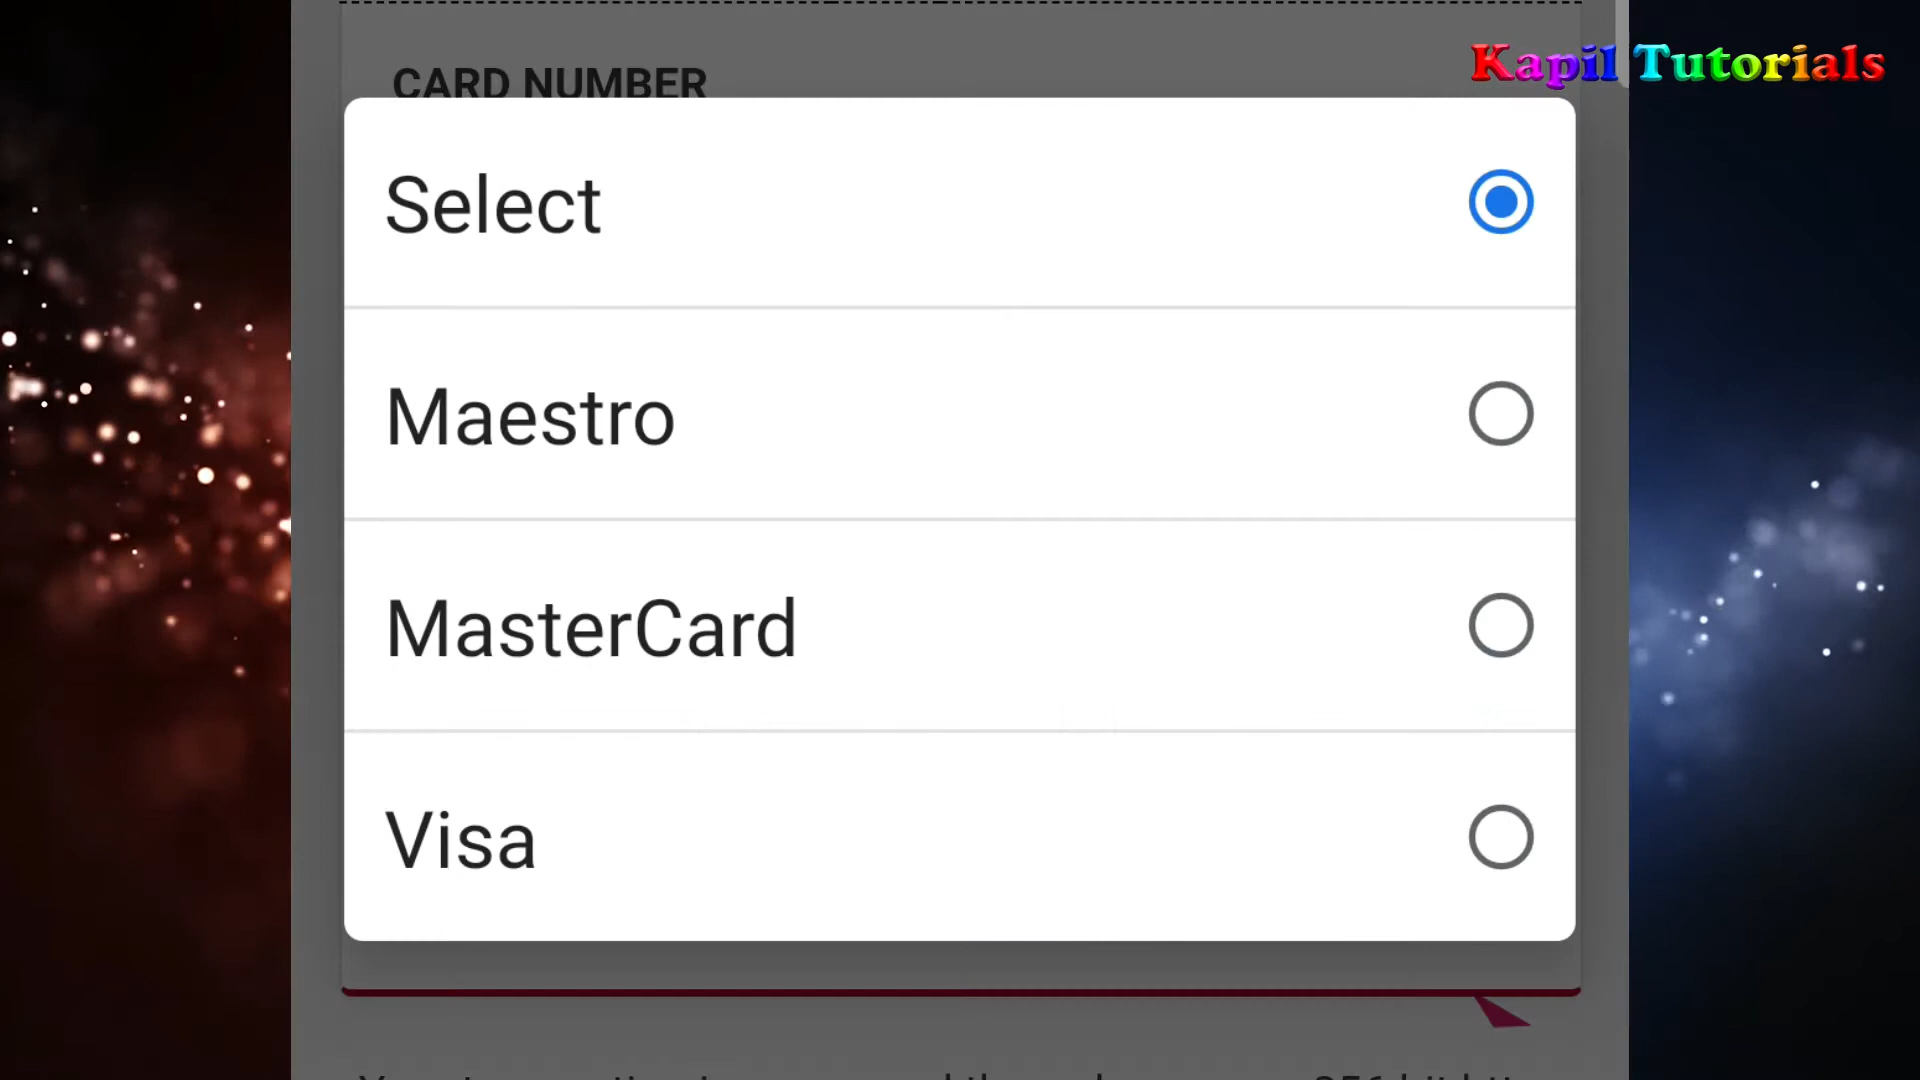 Kapil Tutorials
CARD NUMBER
Select
Maestro
MasterCard
Visa